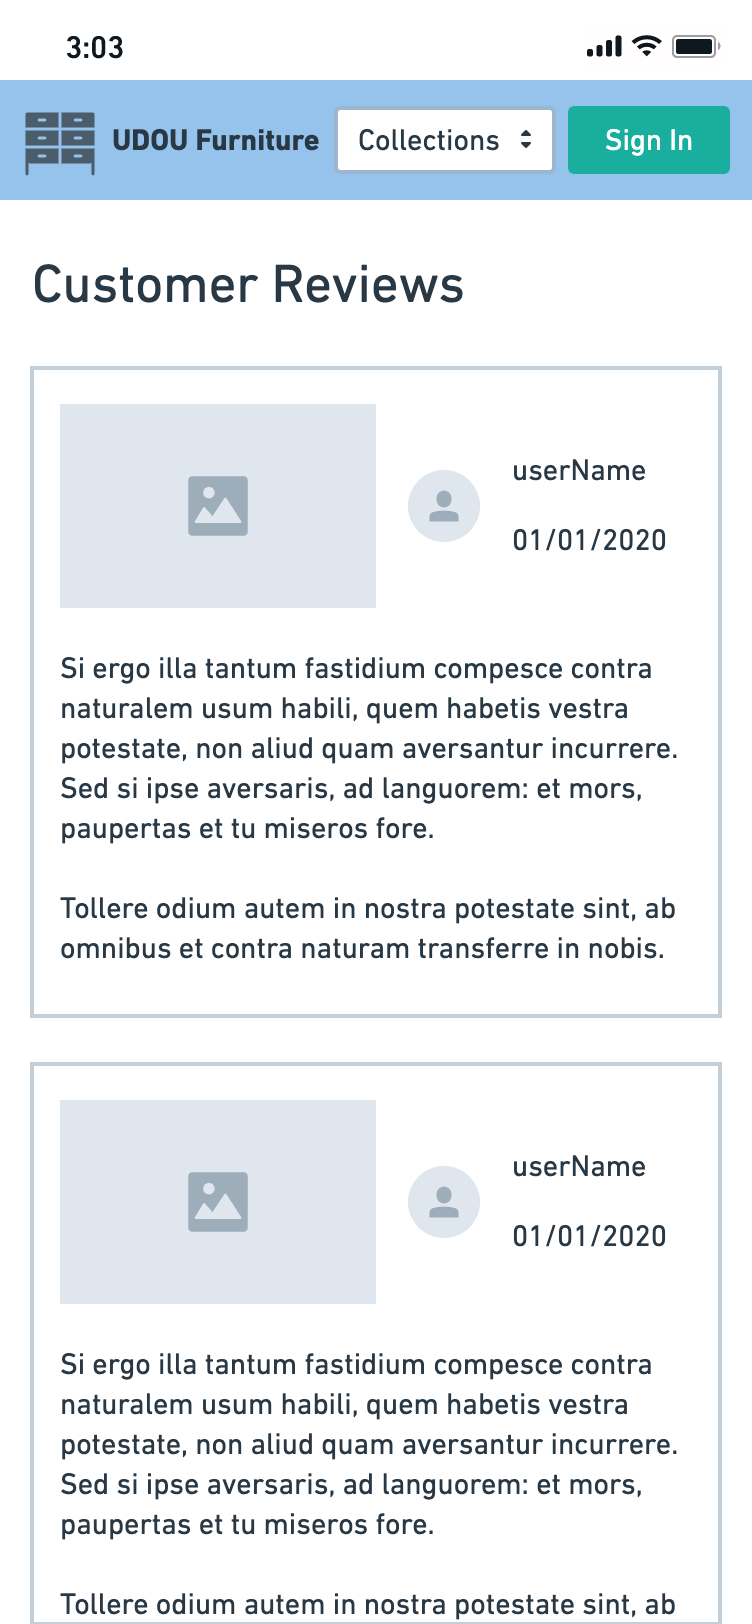 3:03
UDOU Furniture
Collections
Sign In
Customer Reviews
userName
01/01/2020
Si ergo illa tantum fastidium compesce contra
naturalem usum habili, quem habetis vestra
potestate, non aliud quam aversantur incurrere.
Sed si ipse aversaris, ad languorem: et mors,
paupertas et tu miseros fore.
Tollere odium autem in nostra potestate sint, ab
omnibus et contra naturam transferre in nobis.
userName
01/01/2020
Si ergo illa tantum fastidium compesce contra
naturalem usum habili, quem habetis vestra
potestate, non aliud quam aversantur incurrere.
Sed si ipse aversaris, ad languorem: et mors,
paupertas et tu miseros fore.
Tollere odium autem in nostra potestate sint, ab